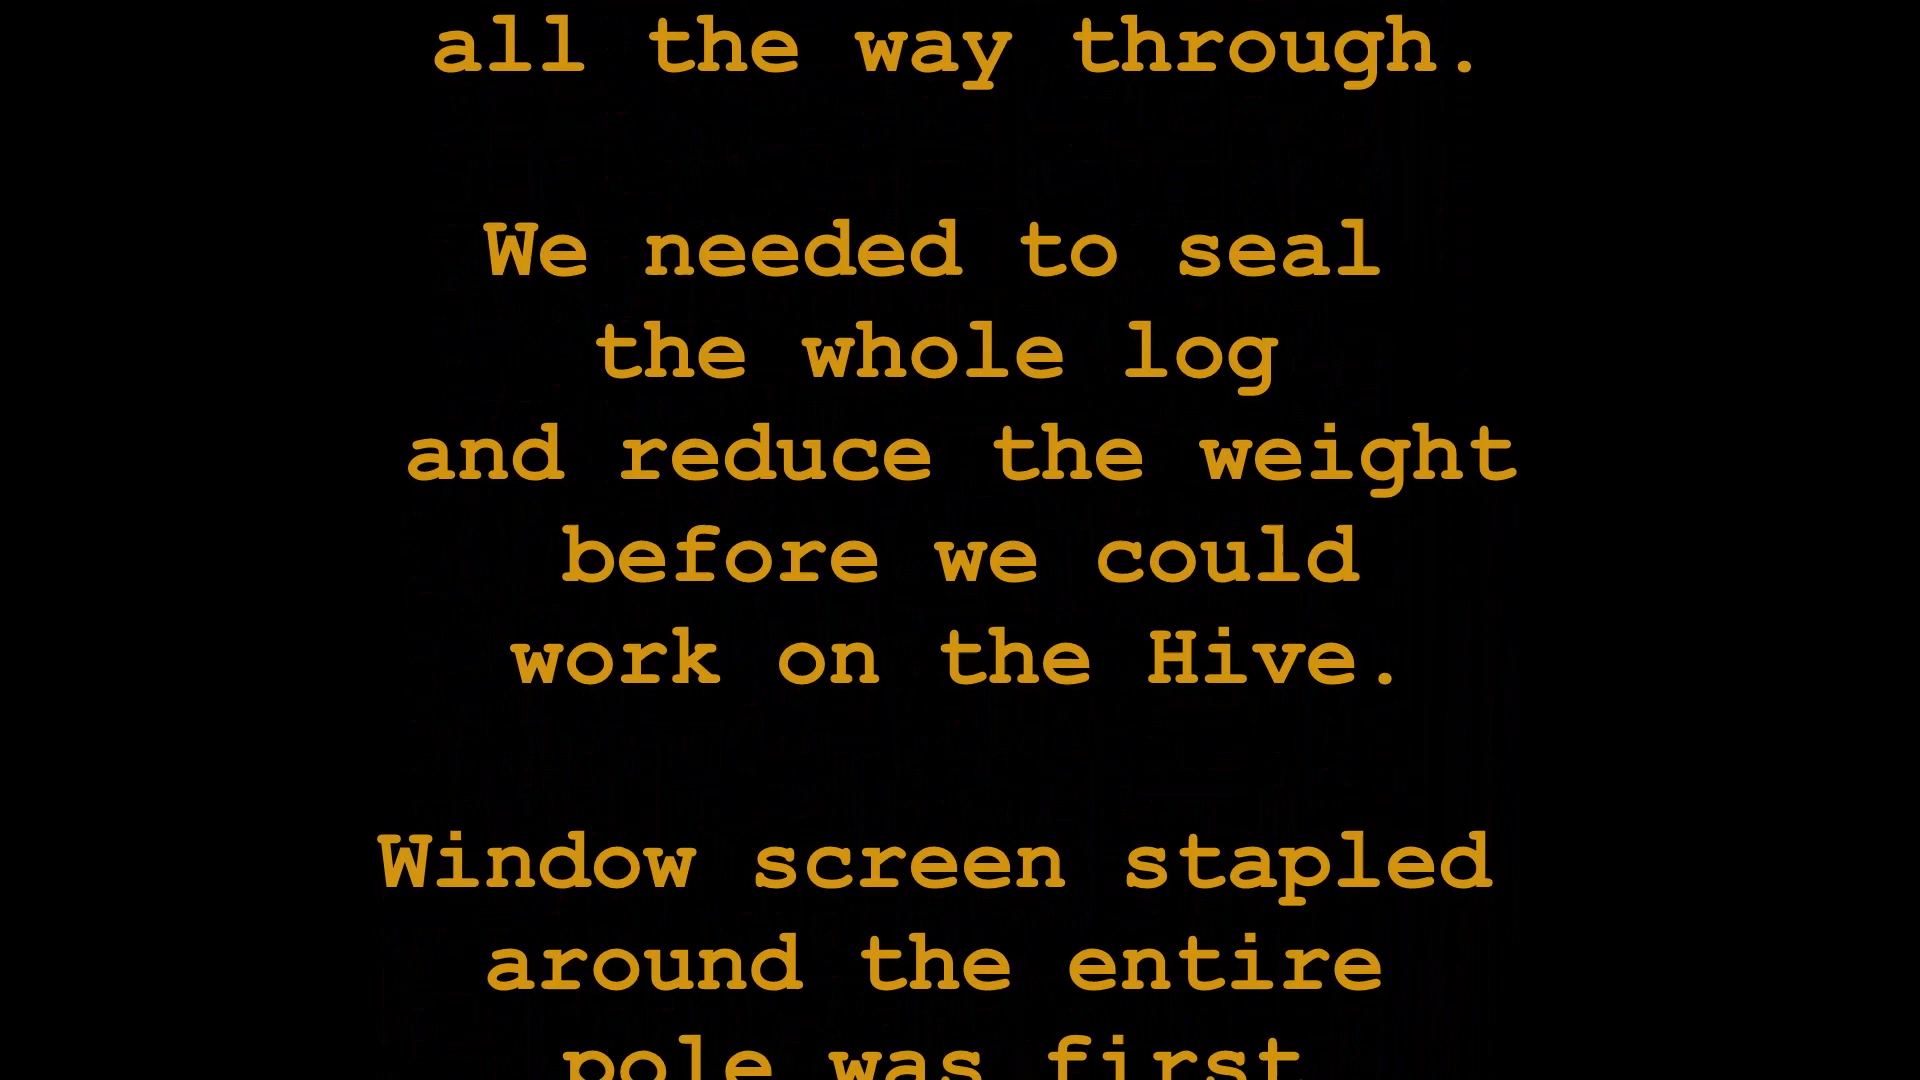 all the way through.
We needed to seal
the whole log
and reduce the weight
before we could
work on the Hive.
Window screen stapled
around the entire
pole was first